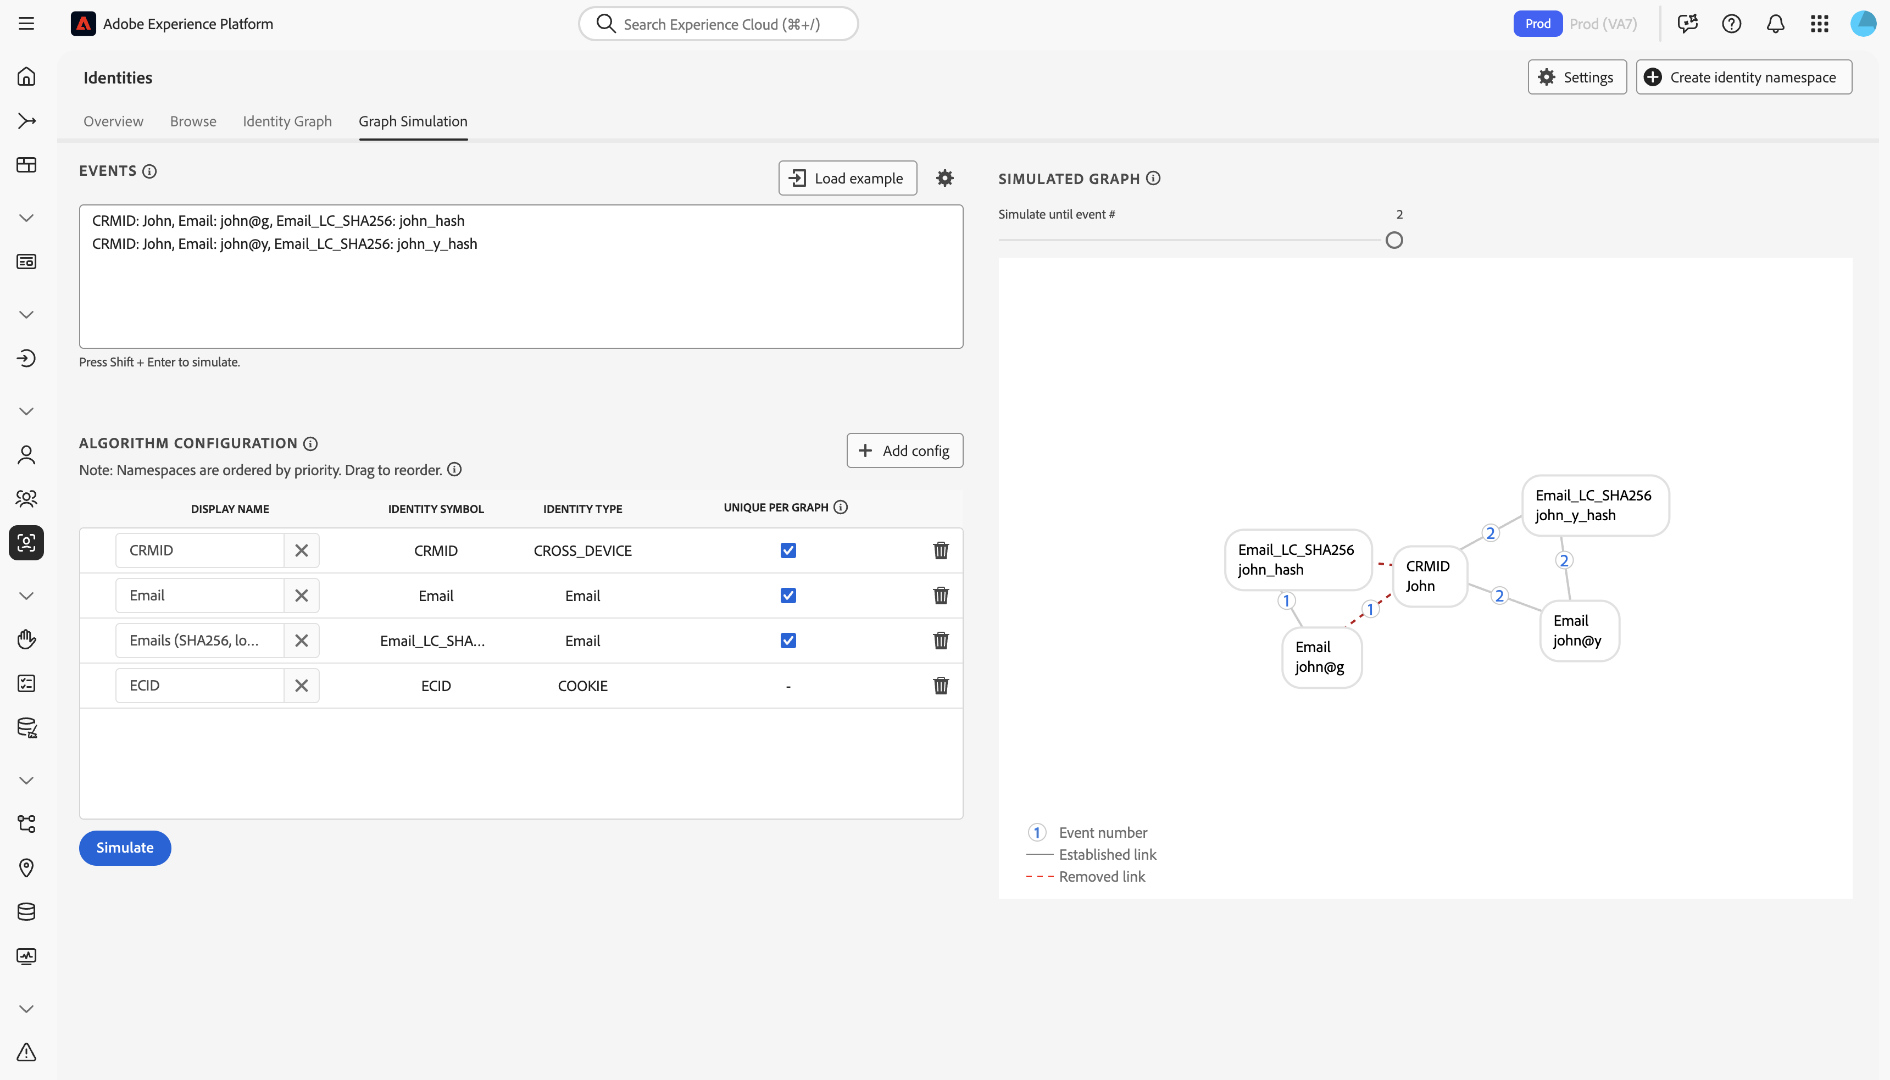 Adobe Experience Platform
Search Experience Cloud (⌘+/)
Prod
Prod (VA7)
Identities
Settings
Create identity namespace
Overview
Browse
Identity Graph
Graph Simulation
EVENTS
Load example
CRMID: John, Email: john@g, Email_LC_SHA256: john_hash
CRMID: John, Email: john@y, Email_LC_SHA256: john_y_hash
Press Shift + Enter to simulate.
ALGORITHM CONFIGURATION
Note: Namespaces are ordered by priority. Drag to reorder.
Add config
DISPLAY NAME IDENTITY SYMBOL IDENTITY TYPE UNIQUE PER GRAPH
CRMID CRMID CROSS_DEVICE
Email Email Email
Emails (SHA256, lo... Email_LC_SHA... Email
ECID ECID COOKIE -
Simulate
SIMULATED GRAPH
Simulate until event # 2
Email_LC_SHA256
john_y_hash
2
Email_LC_SHA256
john_hash
CRMID
John
2
1
1
2
Email
john@y
Email
john@g
1 Event number
Established link
Removed link